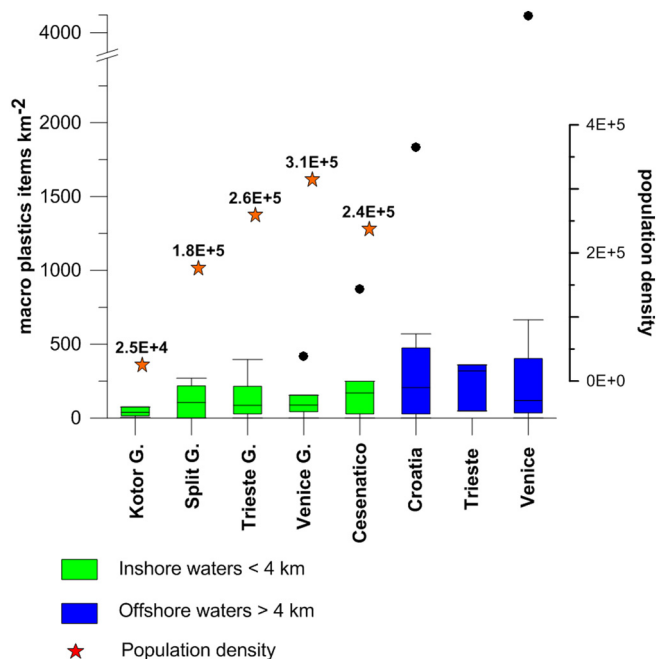 4000
2000
1500
1000
500
0
macro plastics items km-2
4E+5
2E+5
0E+0
population density
2.5E+4
1.8E+5
2.6E+5
3.1E+5
2.4E+5
Kotor G.
Split G.
Trieste G.
Venice G.
Cesenatico
Croatia
Trieste
Venice
Inshore waters < 4 km
Offshore waters > 4 km
Population density